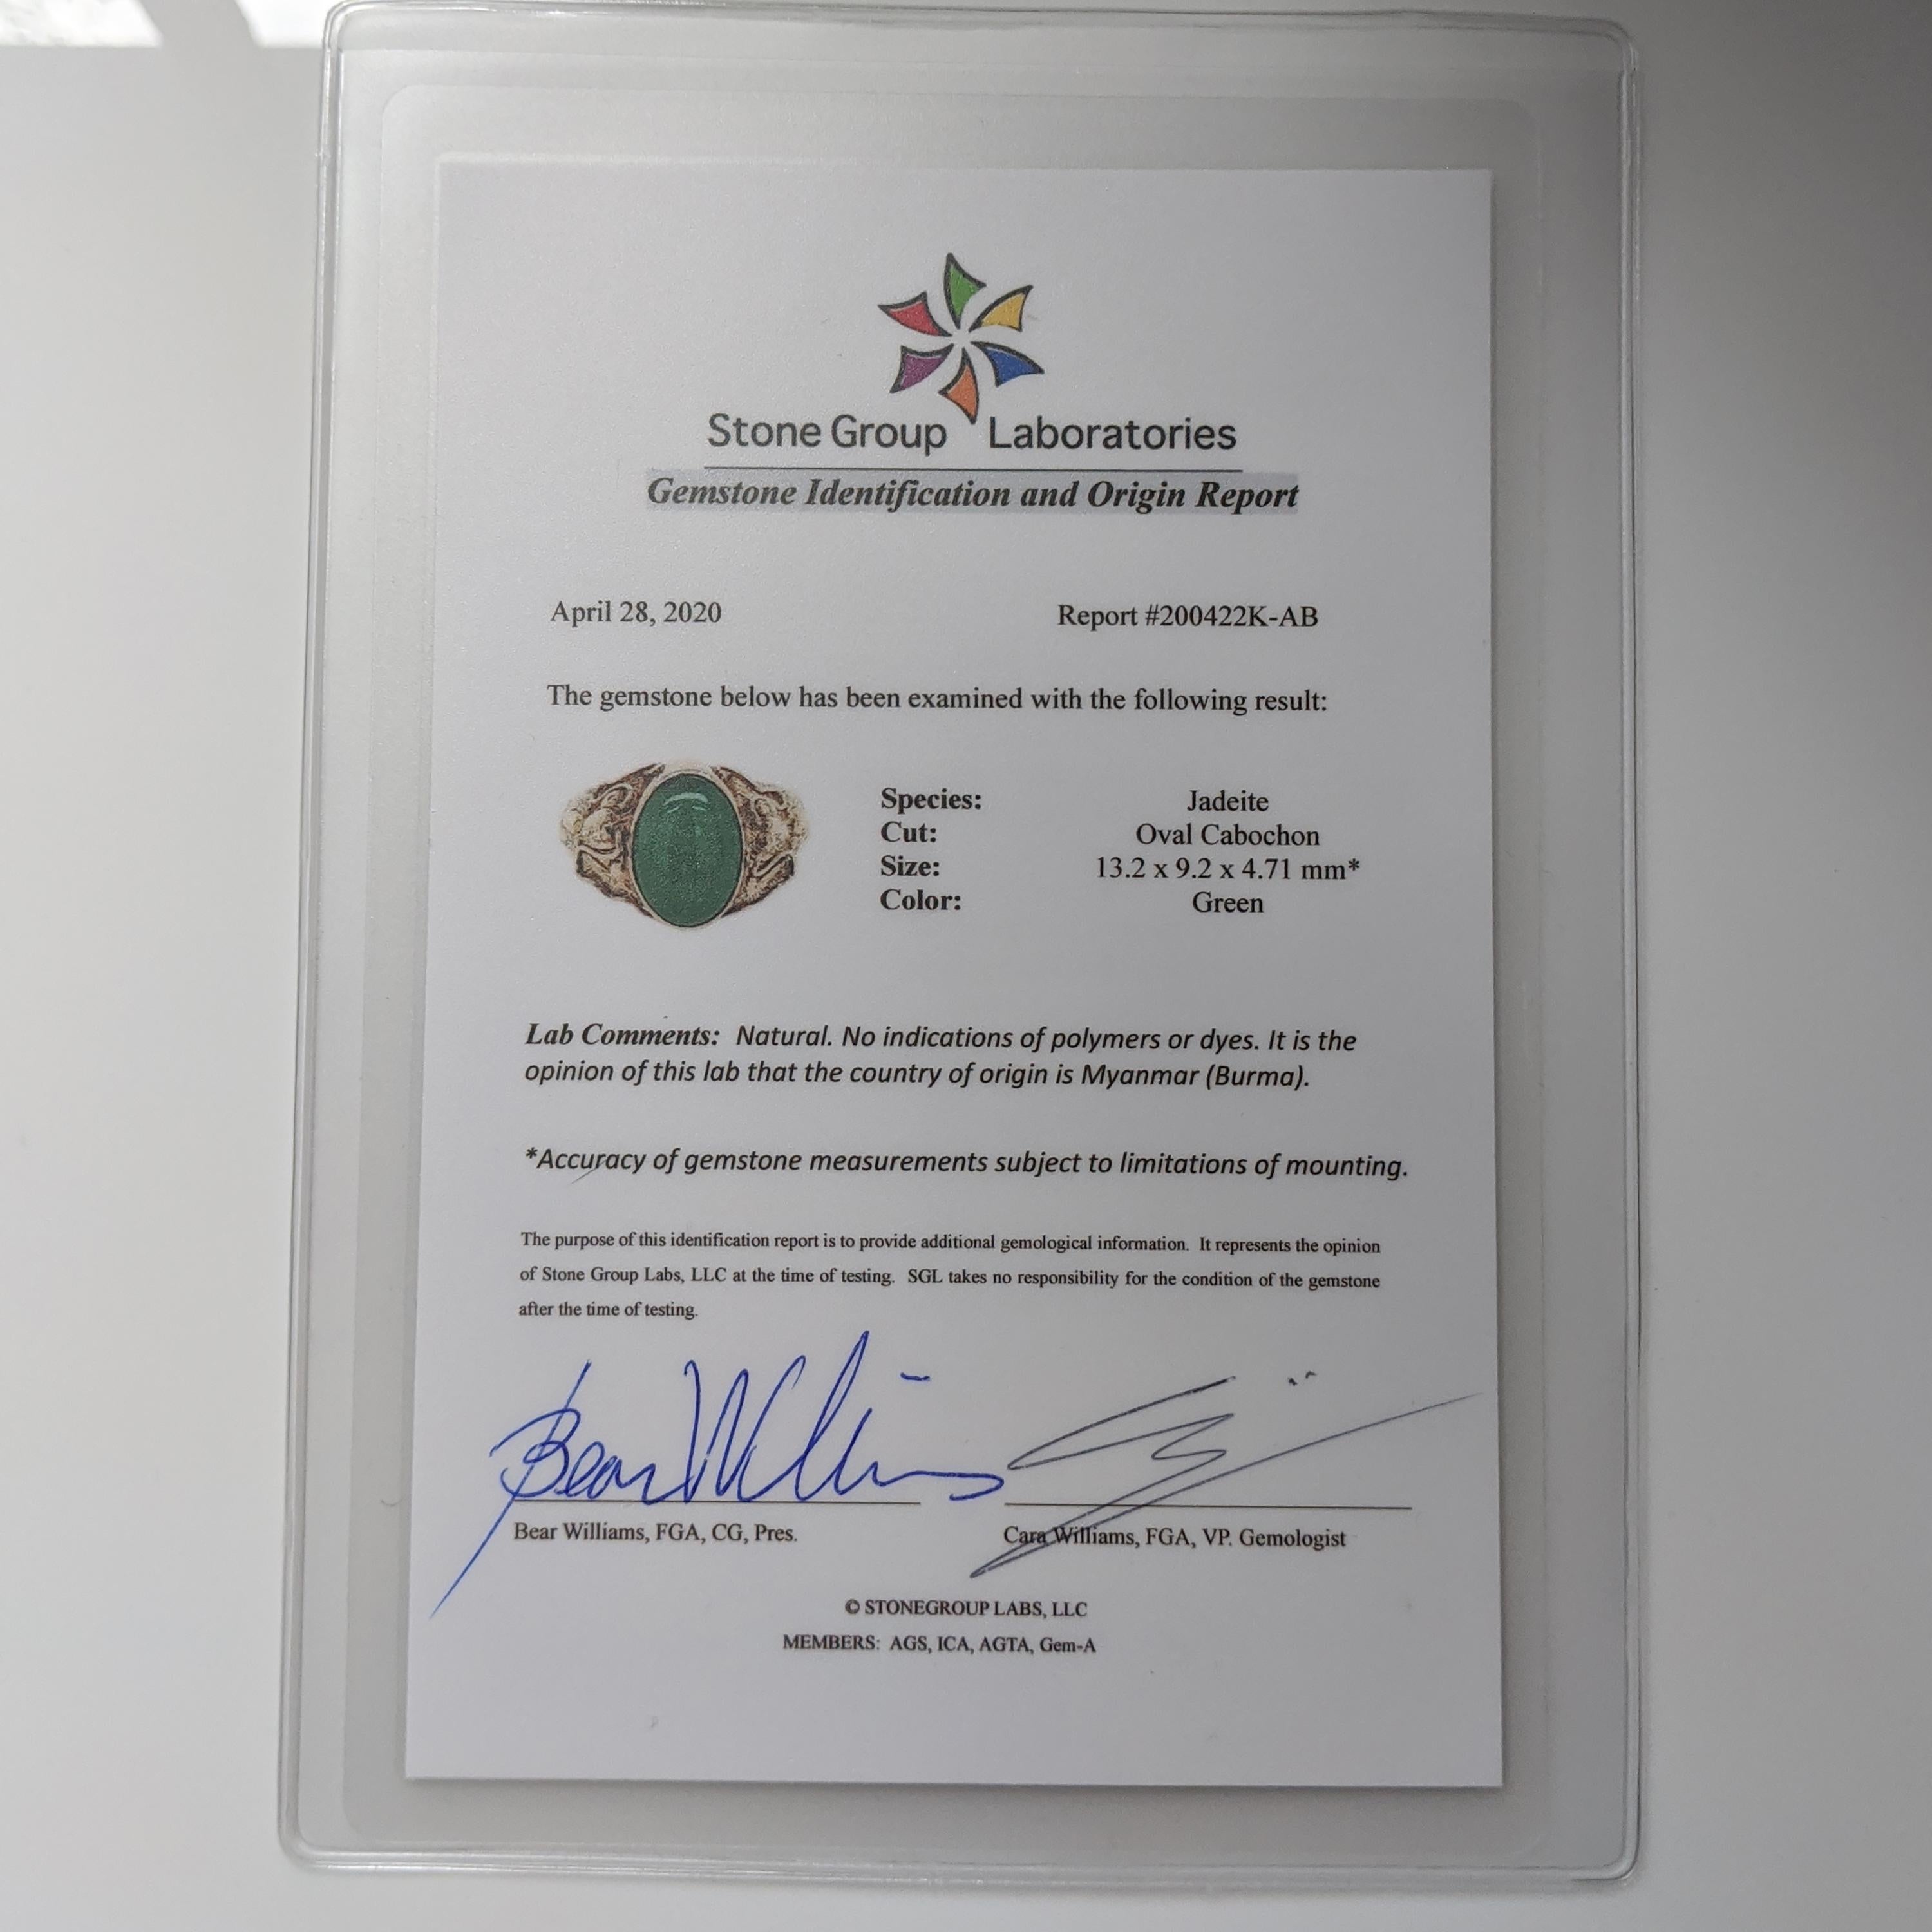 Stone Group Laboratories
Gemstone Identification and Origin Report
April 28, 2020 Report #200422K-AB
The gemstone below has been examined with the following result:
Species: Jadeite
Cut: Oval Cabochon
Size: 13.2 x 9.2 x 4.71 mm*
Color: Green
Lab Comments: Natural. No indications of polymers or dyes. It is the
opinion of this lab that the country of origin is Myanmar (Burma).
*Accuracy of gemstone measurements subject to limitations of mounting.
The purpose of this identification report is to provide additional gemological information. It represents the opinion
of Stone Group Labs, LLC at the time of testing. SGL takes no responsibility for the condition of the gemstone
after the time of testing.
Bear Williams
Bear Williams, FGA, CG, Pres. Cara Williams, FGA, VP. Gemologist
© STONEGROUP LABS, LLC
MEMBERS: AGS, ICA, AGTA, Gem-A